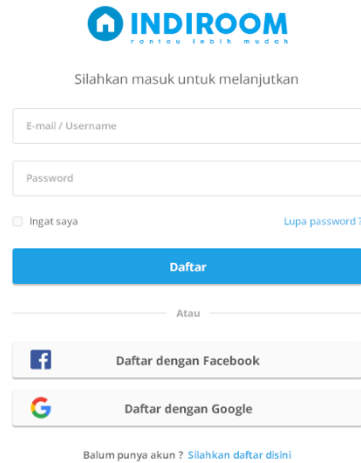 INDIROOM
rantau lebih mudah
Silahkan masuk untuk melanjutkan
E-mail / Username
Password
Ingat saya Lupa password ?
Daftar
Atau
Daftar dengan Facebook
Daftar dengan Google
Balum punya akun ? Silahkan daftar disini